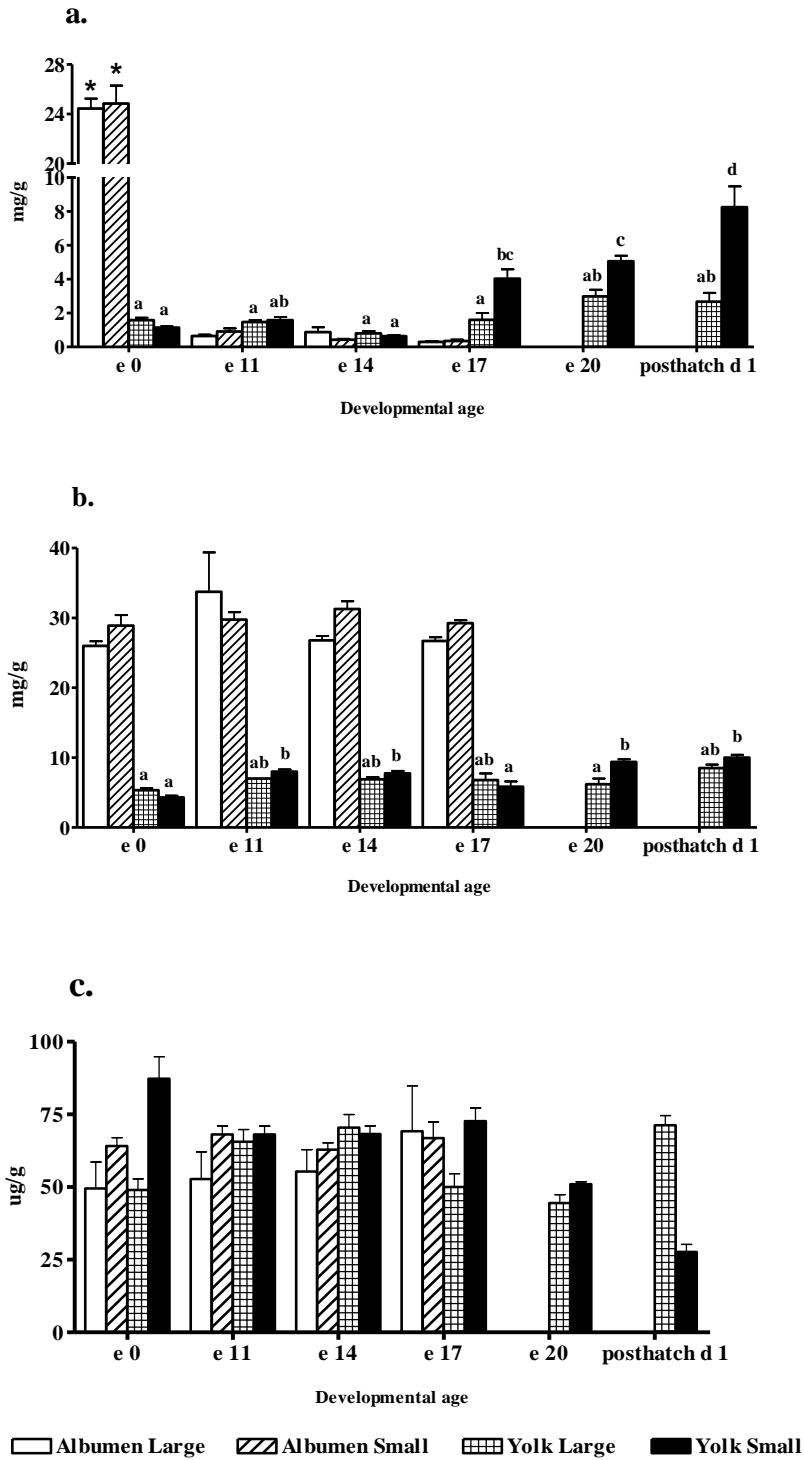 a.
28
24
20
10
8
6
4
2
0
mg/g
* *
a a
a ab
a a
a bc
ab c
ab d
e 0 e 11 e 14 e 17 e 20 posthatch d 1
Developmental age
b.
40
30
20
10
0
mg/g
a a
ab b
ab b
ab a
a b
ab b
e 0 e 11 e 14 e 17 e 20 posthatch d 1
Developmental age
c.
100
75
50
25
0
ug/g
e 0 e 11 e 14 e 17 e 20 posthatch d 1
Developmental age
Albumen Large Albumen Small Yolk Large Yolk Small